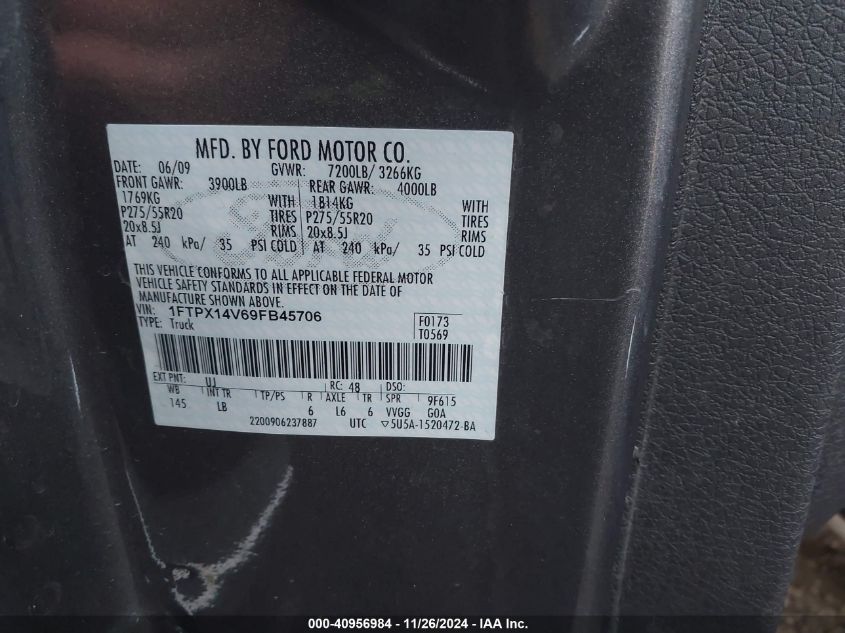 MFD. BY FORD MOTOR CO.
DATE: 06/09 GVWR: 7200LB/ 3266KG
FRONT GAWR: 3900LB REAR GAWR: 4000LB
1769KG WITH 1814KG WITH
P275/55R20 TIRES P275/55R20 TIRES
20x8.5J RIMS 20x8.5J RIMS
AT 240 kPa/ 35 PSI COLD AT 240 kPa/ 35 PSI COLD
Ford
THIS VEHICLE CONFORMS TO ALL APPLICABLE FEDERAL MOTOR
VEHICLE SAFETY STANDARDS IN EFFECT ON THE DATE OF
MANUFACTURE SHOWN ABOVE.
VIN: 1FTPX14V69FB45706 F0173
TYPE: Truck T0569
EXT PNT: UJ RC: 48 DSO:
WB INT TR TP/PS R AXLE TR SPR 9F615
145 LB 6 L6 6 VVGG GOA
2200906237887 UTC ▽5U5A-1520472-BA
000-40956984 - 11/26/2024 - IAA Inc.